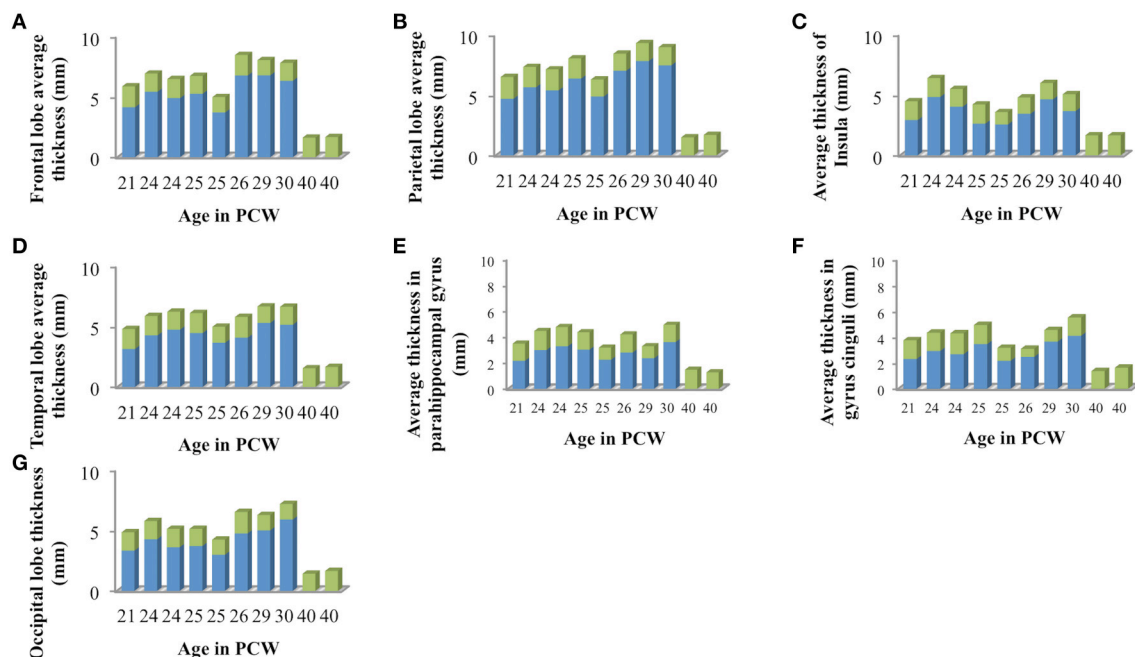 A
Frontal lobe average
thickness (mm)
10
5
0
21 24 24 25 25 26 29 30 40 40
Age in PCW
B
Parietal lobe average
thickness (mm)
10
5
0
21 24 24 25 25 26 29 30 40 40
Age in PCW
C
Average thickness of
Insula (mm)
10
5
0
21 24 24 25 25 26 29 30 40 40
Age in PCW
D
Temporal lobe average
thickness (mm)
10
5
0
21 24 24 25 25 26 29 30 40 40
Age in PCW
E
Average thickness in
parahippocampal gyrus
(mm)
10
8
6
4
2
0
21 24 24 25 25 26 29 30 40 40
Age in PCW
F
Average thickness in
gyrus cinguli (mm)
10
8
6
4
2
0
21 24 24 25 25 26 29 30 40 40
Age in PCW
G
Occipital lobe thickness
(mm)
10
5
0
21 24 24 25 25 26 29 30 40 40
Age in PCW